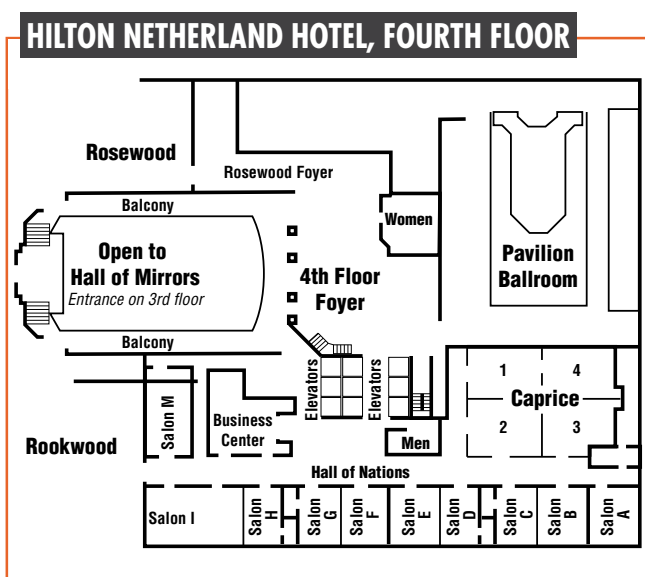 HILTON NETHERLAND HOTEL, FOURTH FLOOR
Rosewood
Rosewood Foyer
Balcony
Women
Open to
Hall of Mirrors
Entrance on 3rd floor
4th Floor
Foyer
Pavilion
Ballroom
Balcony
Elevators
Elevators
1
4
Caprice
2
3
Salon M
Business
Center
Men
Rookwood
Hall of Nations
Salon I
Salon
H
Salon
G
Salon
F
Salon
E
Salon
D
Salon
C
Salon
B
Salon
A